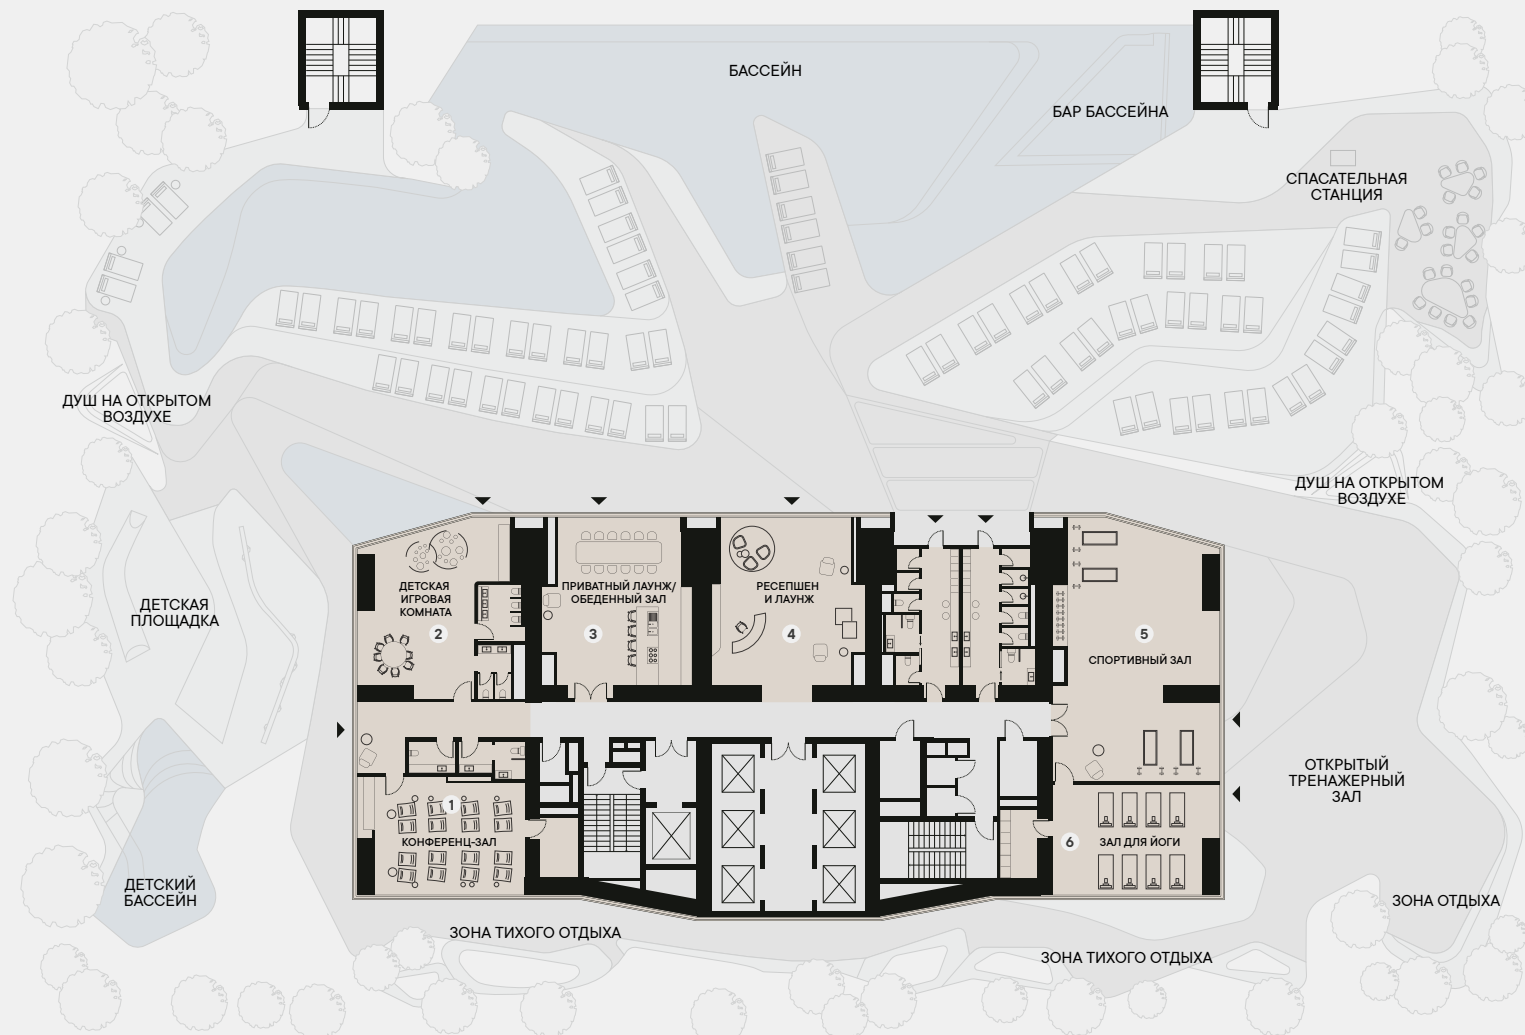 БАССЕЙН
БАР БАССЕЙНА
СПАСАТЕЛЬНАЯ
СТАНЦИЯ
ДУШ НА ОТКРЫТОМ
ВОЗДУХЕ
ДУШ НА ОТКРЫТОМ
ВОЗДУХЕ
ДЕТСКАЯ
ПЛОЩАДКА
ДЕТСКАЯ
ИГРОВАЯ
КОМНАТА
2
ПРИВАТНЫЙ ЛАУНЖ/
ОБЕДЕННЫЙ ЗАЛ
3
РЕСЕПШЕН
И ЛАУНЖ
4
5
СПОРТИВНЫЙ ЗАЛ
ОТКРЫТЫЙ
ТРЕНАЖЕРНЫЙ
ЗАЛ
1
КОНФЕРЕНЦ-ЗАЛ
6
ЗАЛ ДЛЯ ЙОГИ
ДЕТСКИЙ
БАССЕЙН
ЗОНА ОТДЫХА
ЗОНА ТИХОГО ОТДЫХА
ЗОНА ТИХОГО ОТДЫХА